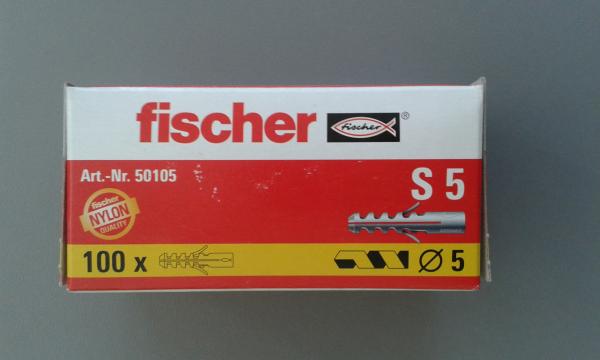 fischer fischer ®
Art.-Nr. 50105
S 5
fischer
NYLON
QUALITY
100 x
Ø 5